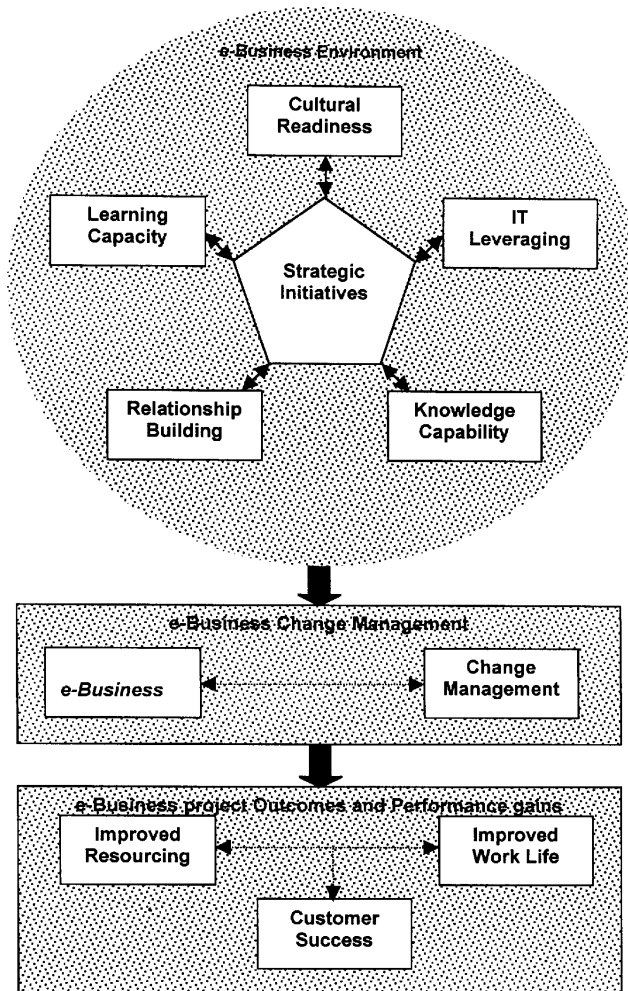 e-Business Environment
Cultural
Readiness
Learning
Capacity
IT
Leveraging
Strategic
Initiatives
Relationship
Building
Knowledge
Capability
e-Business Change Management
e-Business
Change
Management
e-Business project Outcomes and Performance gains
Improved
Resourcing
Improved
Work Life
Customer
Success